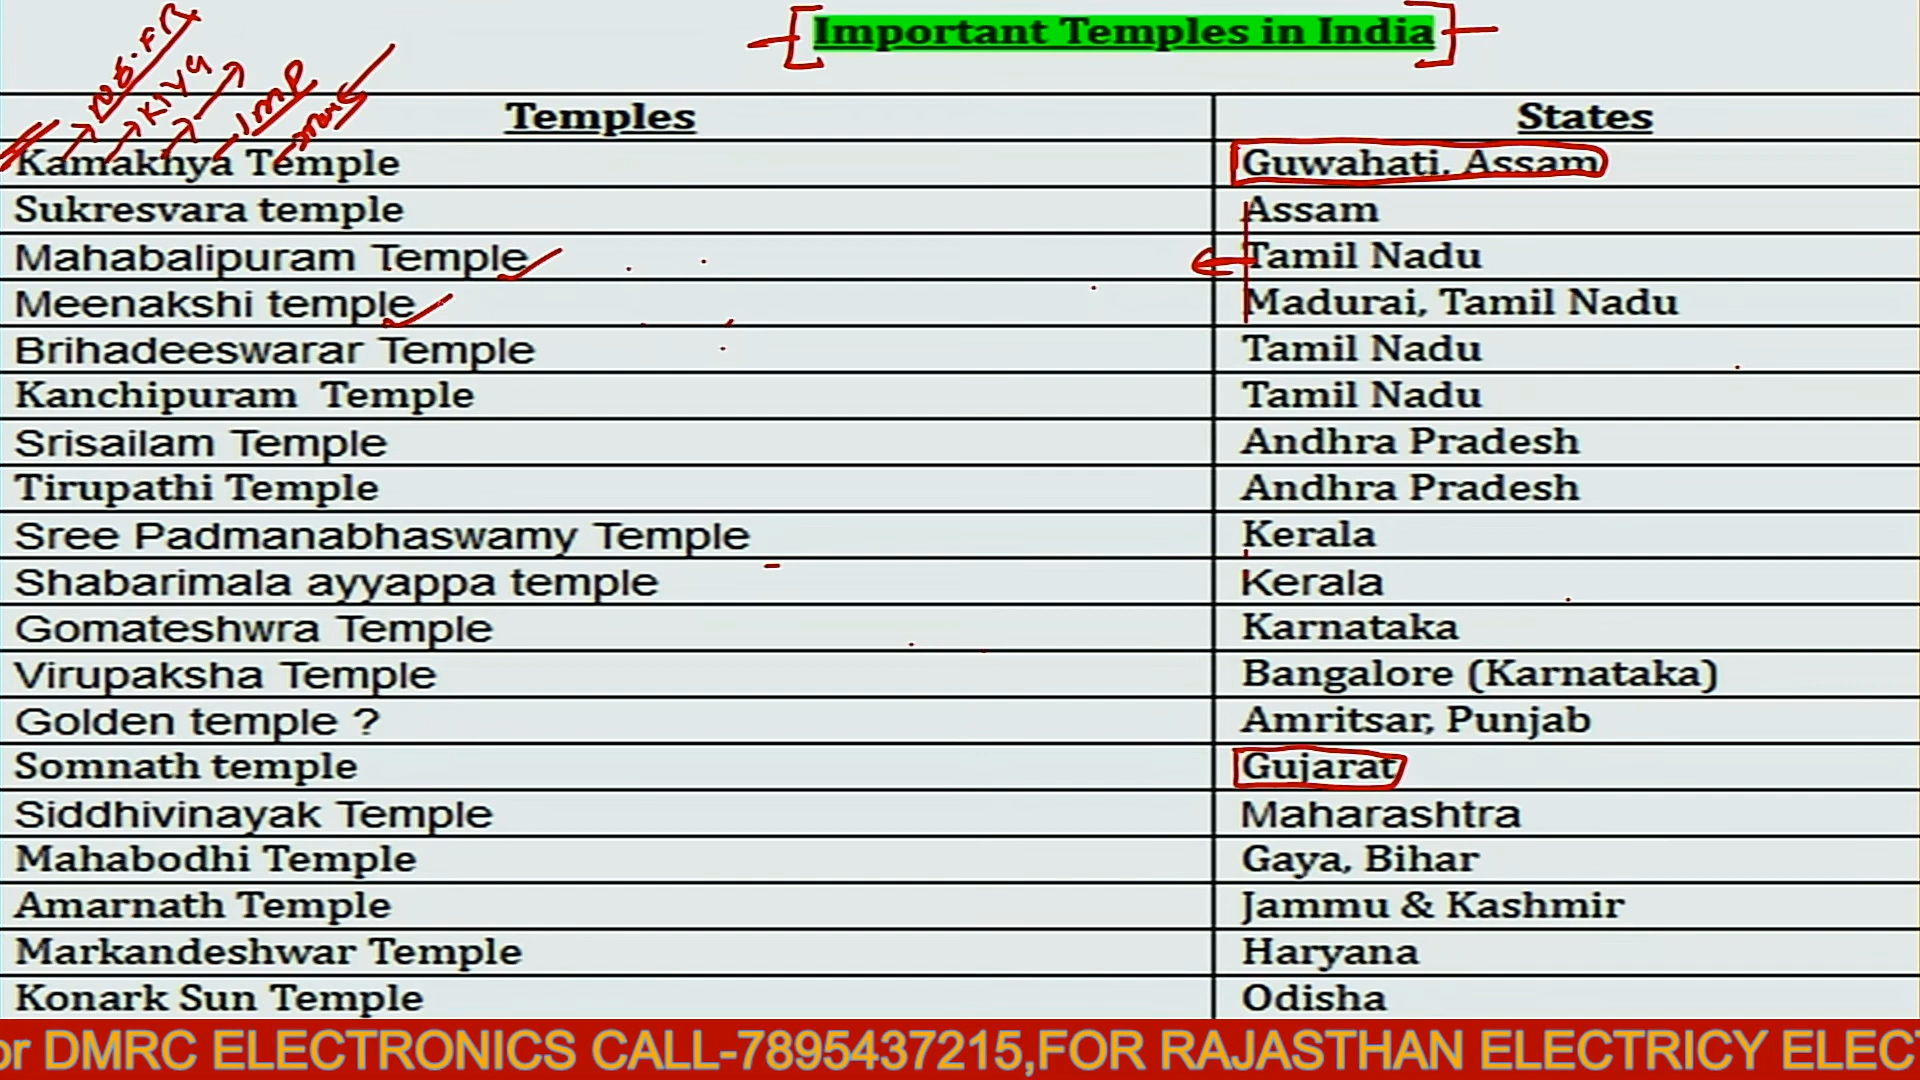 Important Temples in India
Temples States
Kamakhya Temple Guwahati, Assam
Sukresvara temple Assam
Mahabalipuram Temple Tamil Nadu
Meenakshi temple Madurai, Tamil Nadu
Brihadeeswarar Temple Tamil Nadu
Kanchipuram Temple Tamil Nadu
Srisailam Temple Andhra Pradesh
Tirupathi Temple Andhra Pradesh
Sree Padmanabhaswamy Temple Kerala
Shabarimala ayyappa temple Kerala
Gomateshwra Temple Karnataka
Virupaksha Temple Bangalore (Karnataka)
Golden temple ? Amritsar, Punjab
Somnath temple Gujarat
Siddhivinayak Temple Maharashtra
Mahabodhi Temple Gaya, Bihar
Amarnath Temple Jammu & Kashmir
Markandeshwar Temple Haryana
Konark Sun Temple Odisha
or DMRC ELECTRONICS CALL-7895437215,FOR RAJASTHAN ELECTRICY ELEC